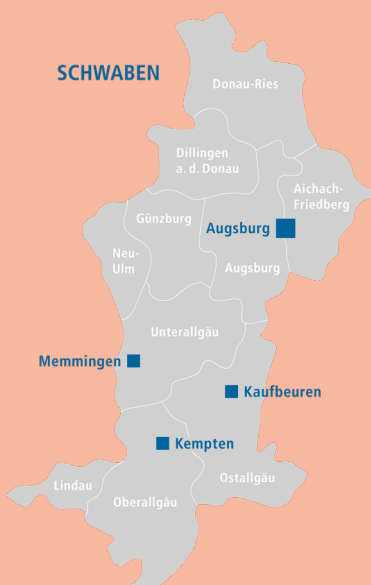 SCHWABEN
Donau-Ries
Dillingen
a. d. Donau
Aichach-
Friedberg
Günzburg
Augsburg
Neu-
Ulm
Augsburg
Unterallgäu
Memmingen
Kaufbeuren
Kempten
Ostallgäu
Lindau
Oberallgäu